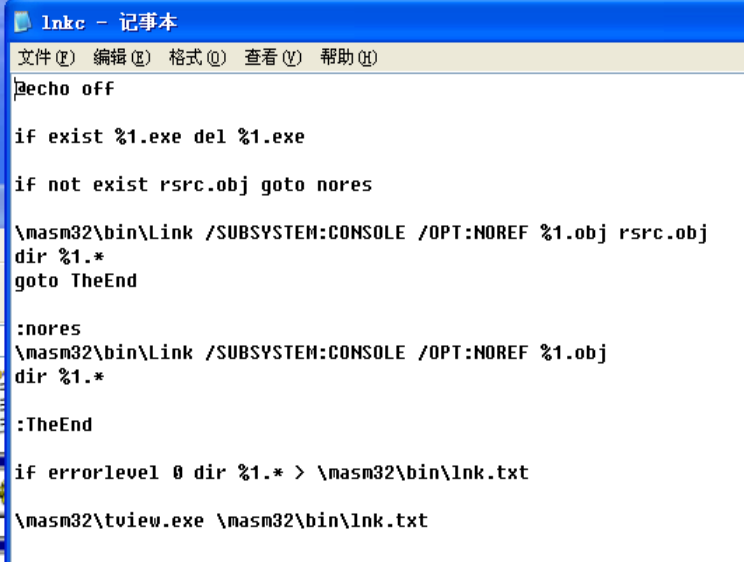 lnkc - 记事本
文件(F) 编辑(E) 格式(O) 查看(V) 帮助(H)
@echo off
if exist %1.exe del %1.exe
if not exist rsrc.obj goto nores
\masm32\bin\Link /SUBSYSTEM:CONSOLE /OPT:NOREF %1.obj rsrc.obj
dir %1.*
goto TheEnd
:nores
\masm32\bin\Link /SUBSYSTEM:CONSOLE /OPT:NOREF %1.obj
dir %1.*
:TheEnd
if errorlevel 0 dir %1.* > \masm32\bin\lnk.txt
\masm32\tview.exe \masm32\bin\lnk.txt